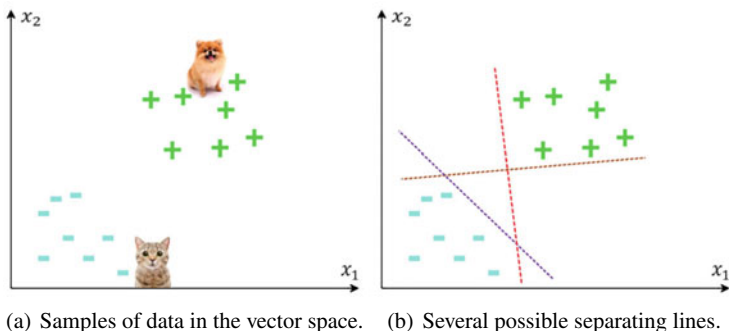 x₂
x₁
x₂
x₁
(a) Samples of data in the vector space.
(b) Several possible separating lines.